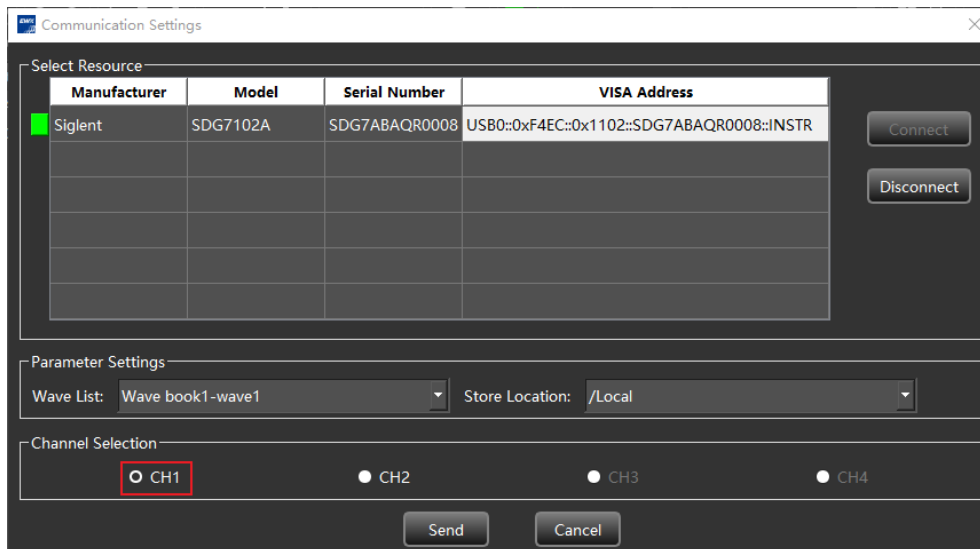 EWX Communication Settings
Select Resource
Manufacturer Model Serial Number VISA Address
Siglent SDG7102A SDG7ABAQR0008 USB0::0xF4EC::0x1102::SDG7ABAQR0008::INSTR
Connect
Disconnect
Parameter Settings
Wave List: Wave book1-wave1 Store Location: /Local
Channel Selection
CH1 CH2 CH3 CH4
Send Cancel